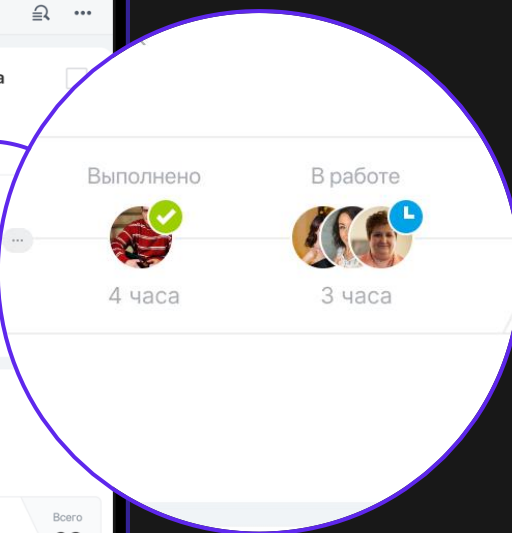 а
Выполнено
В работе
4 часа
3 часа
Всего